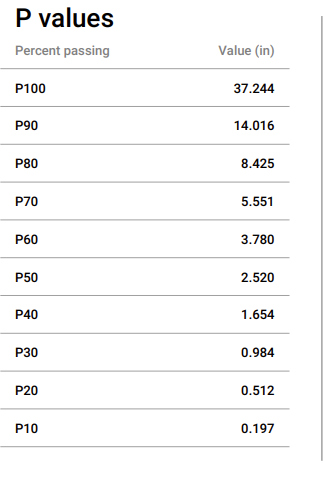 P values
Percent passing Value (in)
P100 37.244
P90 14.016
P80 8.425
P70 5.551
P60 3.780
P50 2.520
P40 1.654
P30 0.984
P20 0.512
P10 0.197